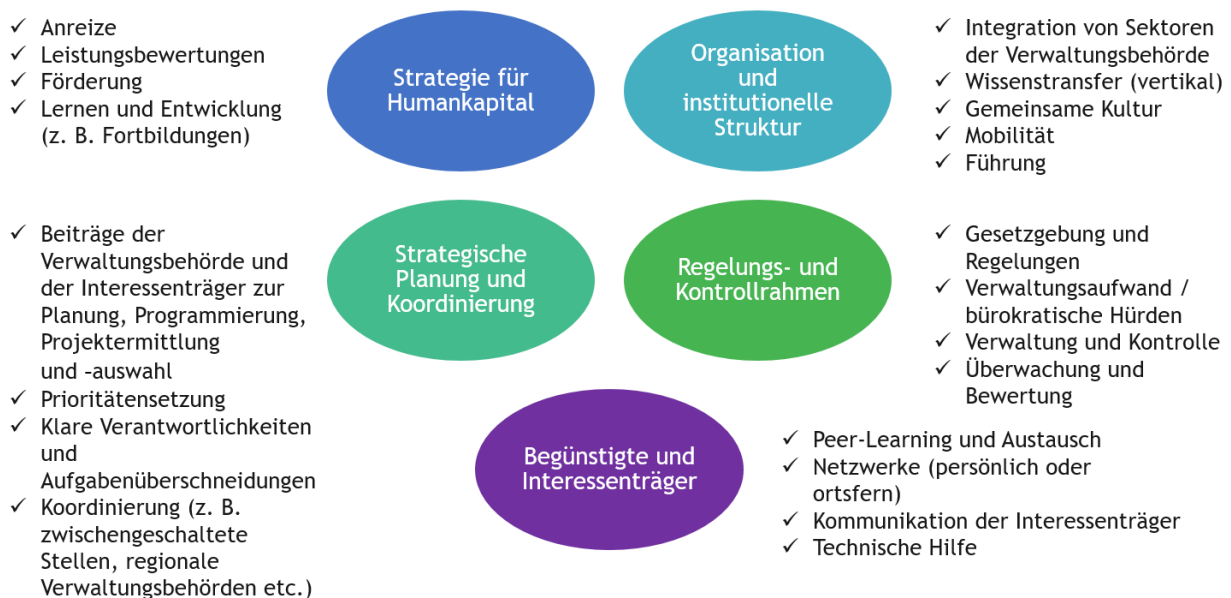 ✓ Anreize
✓ Leistungsbewertungen
✓ Förderung
✓ Lernen und Entwicklung
(z. B. Fortbildungen)
Strategie für
Humankapital
Organisation
und
institutionelle
Struktur
✓ Integration von Sektoren
der Verwaltungsbehörde
✓ Wissenstransfer (vertikal)
✓ Gemeinsame Kultur
✓ Mobilität
✓ Führung
✓ Beiträge der
Verwaltungsbehörde und
der Interessenträger zur
Planung, Programmierung,
Projektermittlung
und -auswahl
✓ Prioritätensetzung
✓ Klare Verantwortlichkeiten
und
Aufgabenüberschneidungen
✓ Koordinierung (z. B.
zwischengeschaltete
Stellen, regionale
Verwaltungsbehörden etc.)
Strategische
Planung und
Koordinierung
Regelungs- und
Kontrollrahmen
✓ Gesetzgebung und
Regelungen
✓ Verwaltungsaufwand /
bürokratische Hürden
✓ Verwaltung und Kontrolle
✓ Überwachung und
Bewertung
Begünstigte und
Interessenträger
✓ Peer-Learning und Austausch
✓ Netzwerke (persönlich oder
ortsfern)
✓ Kommunikation der Interessenträger
✓ Technische Hilfe